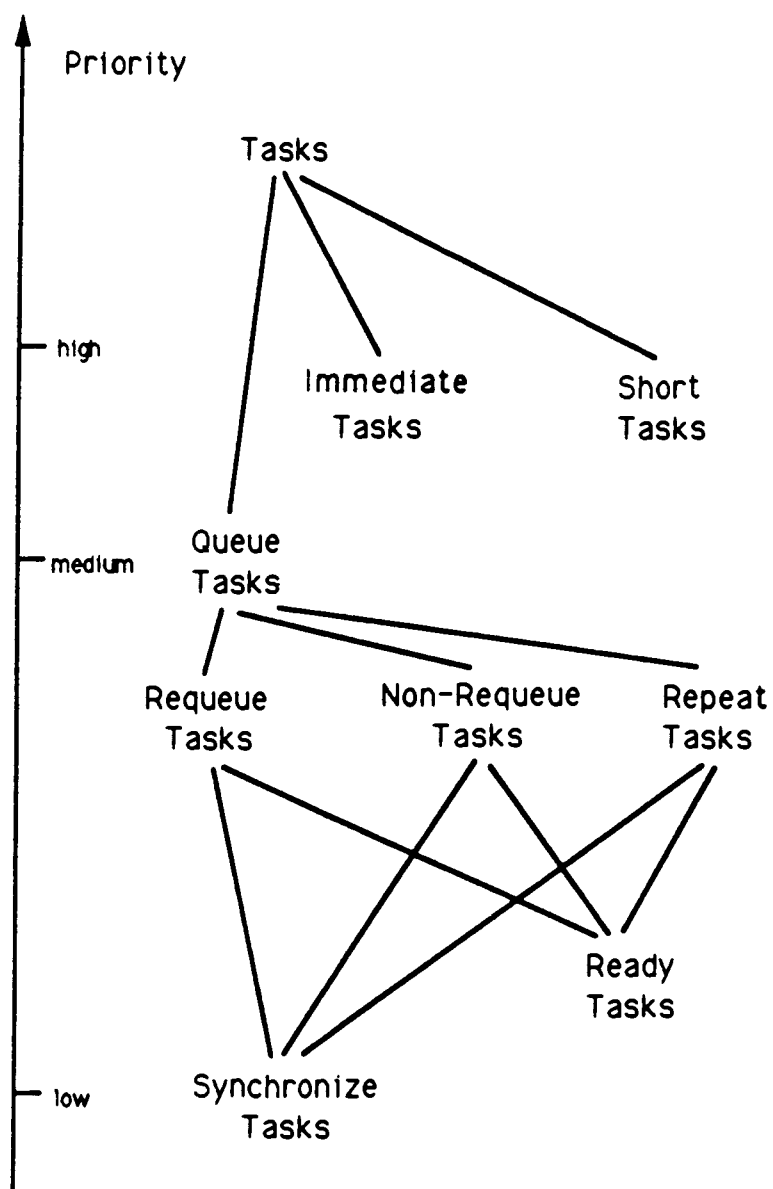 Priority
Tasks
high
Immediate
Tasks
Short
Tasks
medium
Queue
Tasks
Requeue
Tasks
Non-Requeue
Tasks
Repeat
Tasks
Ready
Tasks
low
Synchronize
Tasks